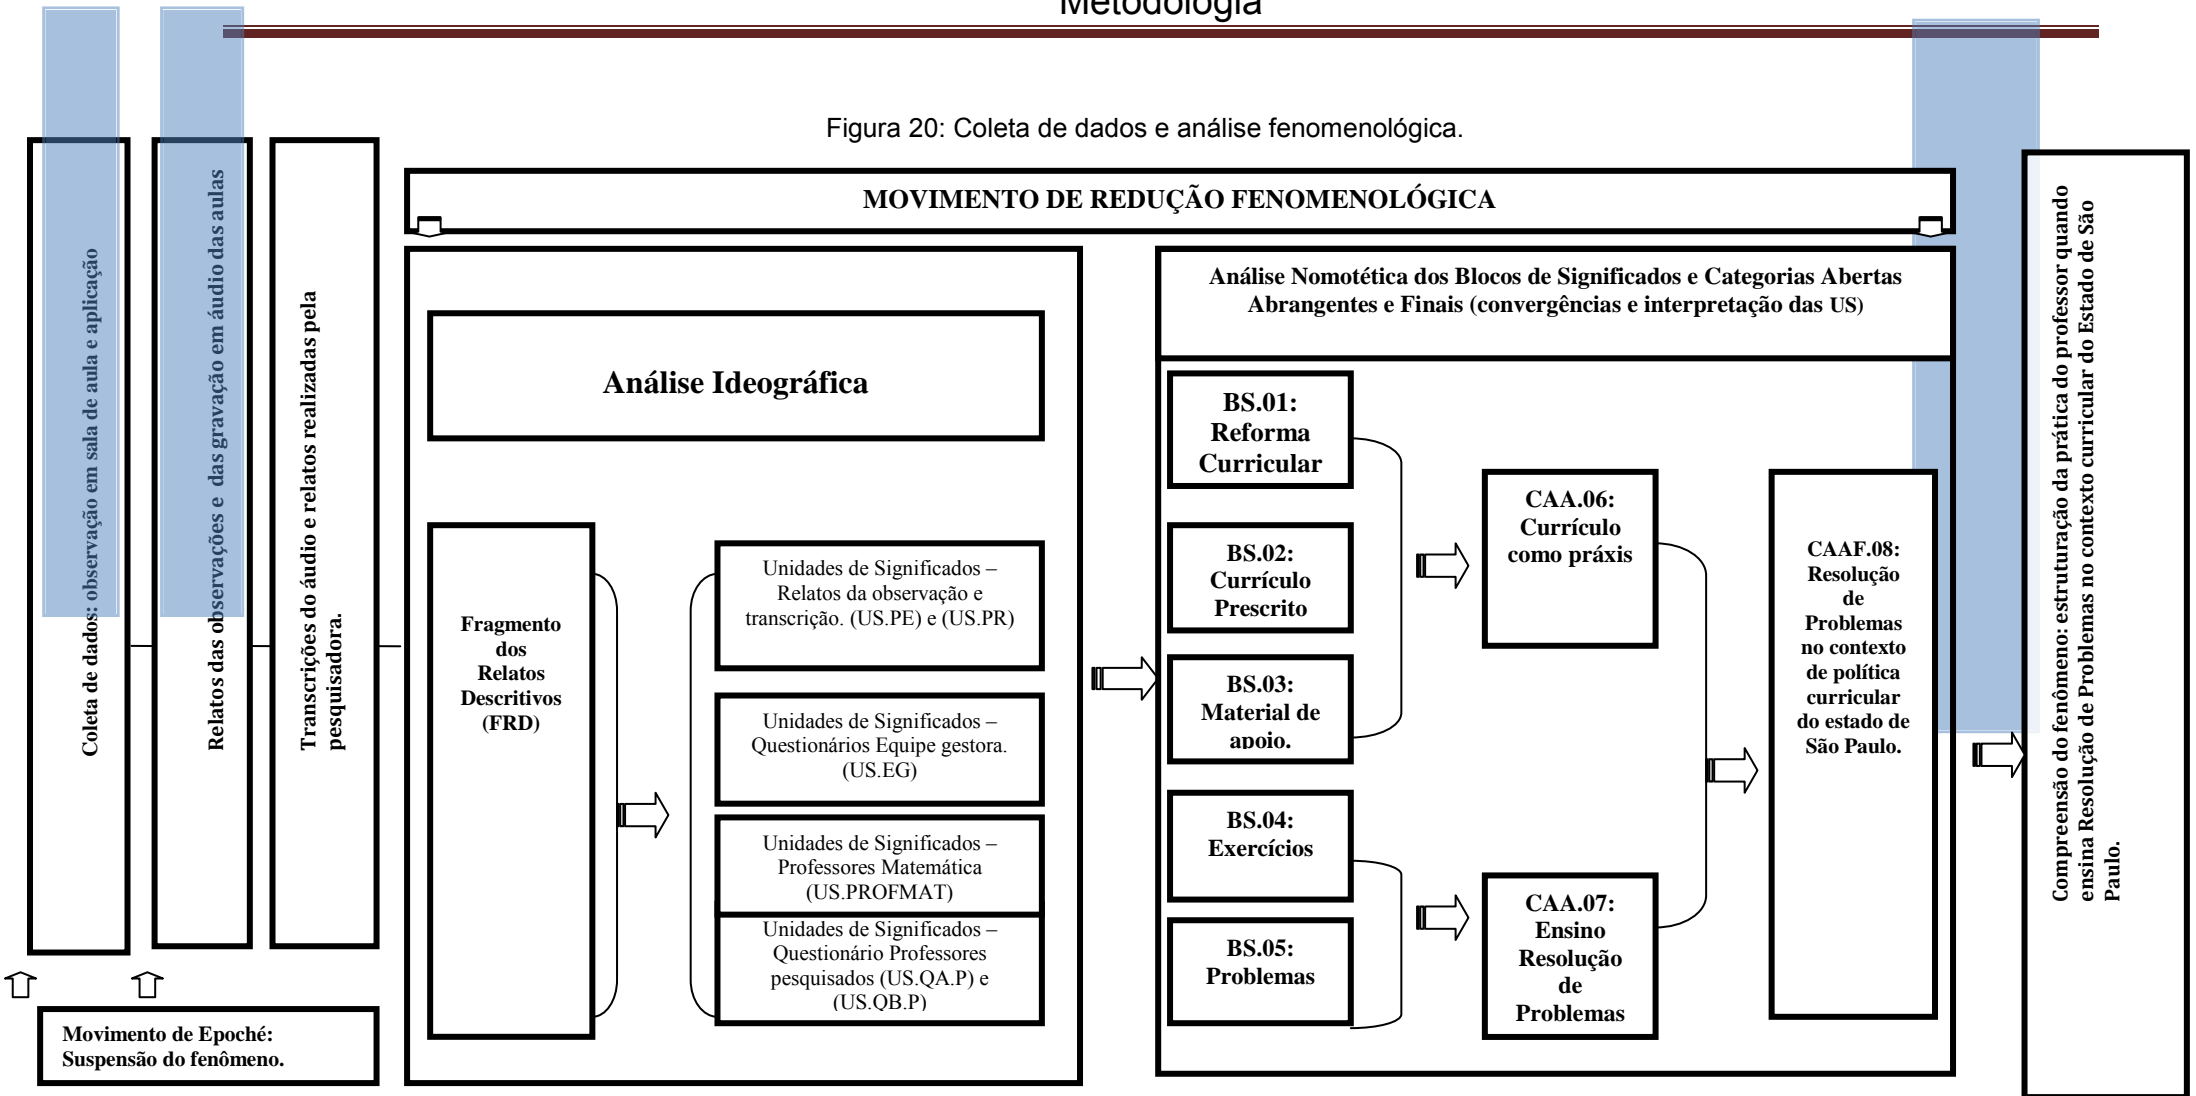 Metodologia
Figura 20: Coleta de dados e análise fenomenológica.
Coleta de dados: observação em sala de aula e aplicação
Relatos das observações e das gravação em áudio das aulas
Transcrições do áudio e relatos realizadas pela
pesquisadora.
Movimento de Epoché:
Suspensão do fenômeno.
MOVIMENTO DE REDUÇÃO FENOMENOLÓGICA
Análise Ideográfica
Fragmento
dos
Relatos
Descritivos
(FRD)
Unidades de Significados –
Relatos da observação e
transcrição. (US.PE) e (US.PR)
Unidades de Significados –
Questionários Equipe gestora.
(US.EG)
Unidades de Significados –
Professores Matemática
(US.PROFMAT)
Unidades de Significados –
Questionário Professores
pesquisados (US.QA.P) e
(US.QB.P)
Análise Nomotética dos Blocos de Significados e Categorias Abertas
Abrangentes e Finais (convergências e interpretação das US)
BS.01:
Reforma
Curricular
BS.02:
Currículo
Prescrito
BS.03:
Material de
apoio.
BS.04:
Exercícios
BS.05:
Problemas
CAA.06:
Currículo
como práxis
CAA.07:
Ensino
Resolução
de
Problemas
CAAF.08:
Resolução
de
Problemas
no contexto
de política
curricular
do estado de
São Paulo.
Compreensão do fenômeno: estruturação da prática do professor quando
ensina Resolução de Problemas no contexto curricular do Estado de São
Paulo.